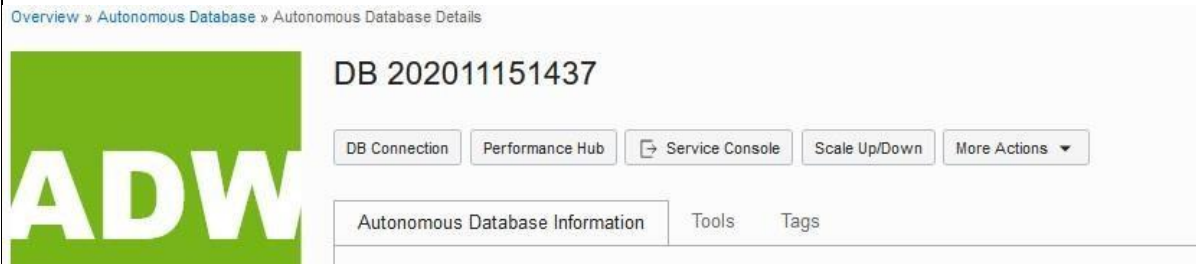 Overview » Autonomous Database » Autonomous Database Details
DB 202011151437
DB Connection Performance Hub Service Console Scale Up/Down More Actions
ADW
Autonomous Database Information Tools Tags